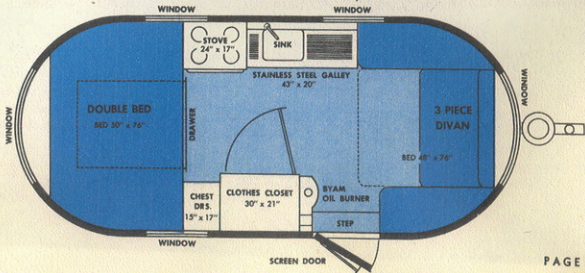 WINDOW
WINDOW
STOVE
24" x 17"
SINK
STAINLESS STEEL GALLEY
43" x 20"
WINDOW
DOUBLE BED
BED 50" x 76"
DRAWER
3 PIECE
DIVAN
BED 48" x 76"
WINDOW
CHEST
DRS.
15" x 17"
CLOTHES CLOSET
30" x 21"
BYAM
OIL BURNER
STEP
WINDOW
SCREEN DOOR
PAGE